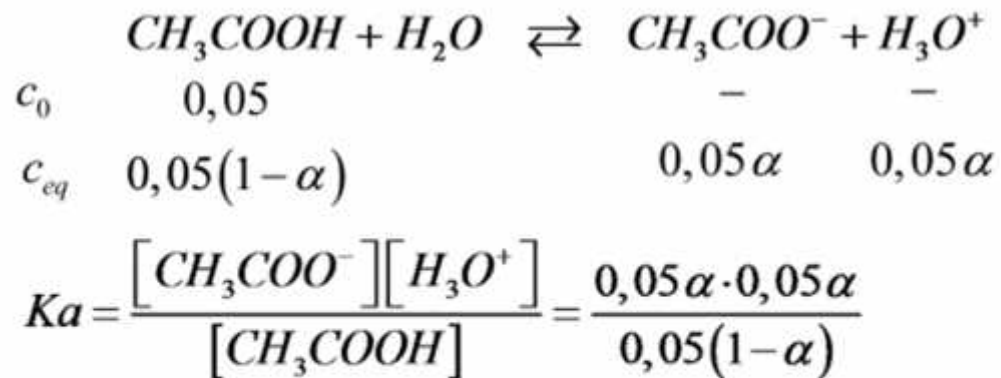 CH₃COOH + H₂O ⇄ CH₃COO⁻ + H₃O⁺
c₀ 0,05 – –
c_eq 0,05(1−α) 0,05α 0,05α
Ka = [CH₃COO⁻][H₃O⁺] / [CH₃COOH] = 0,05α·0,05α / 0,05(1−α)